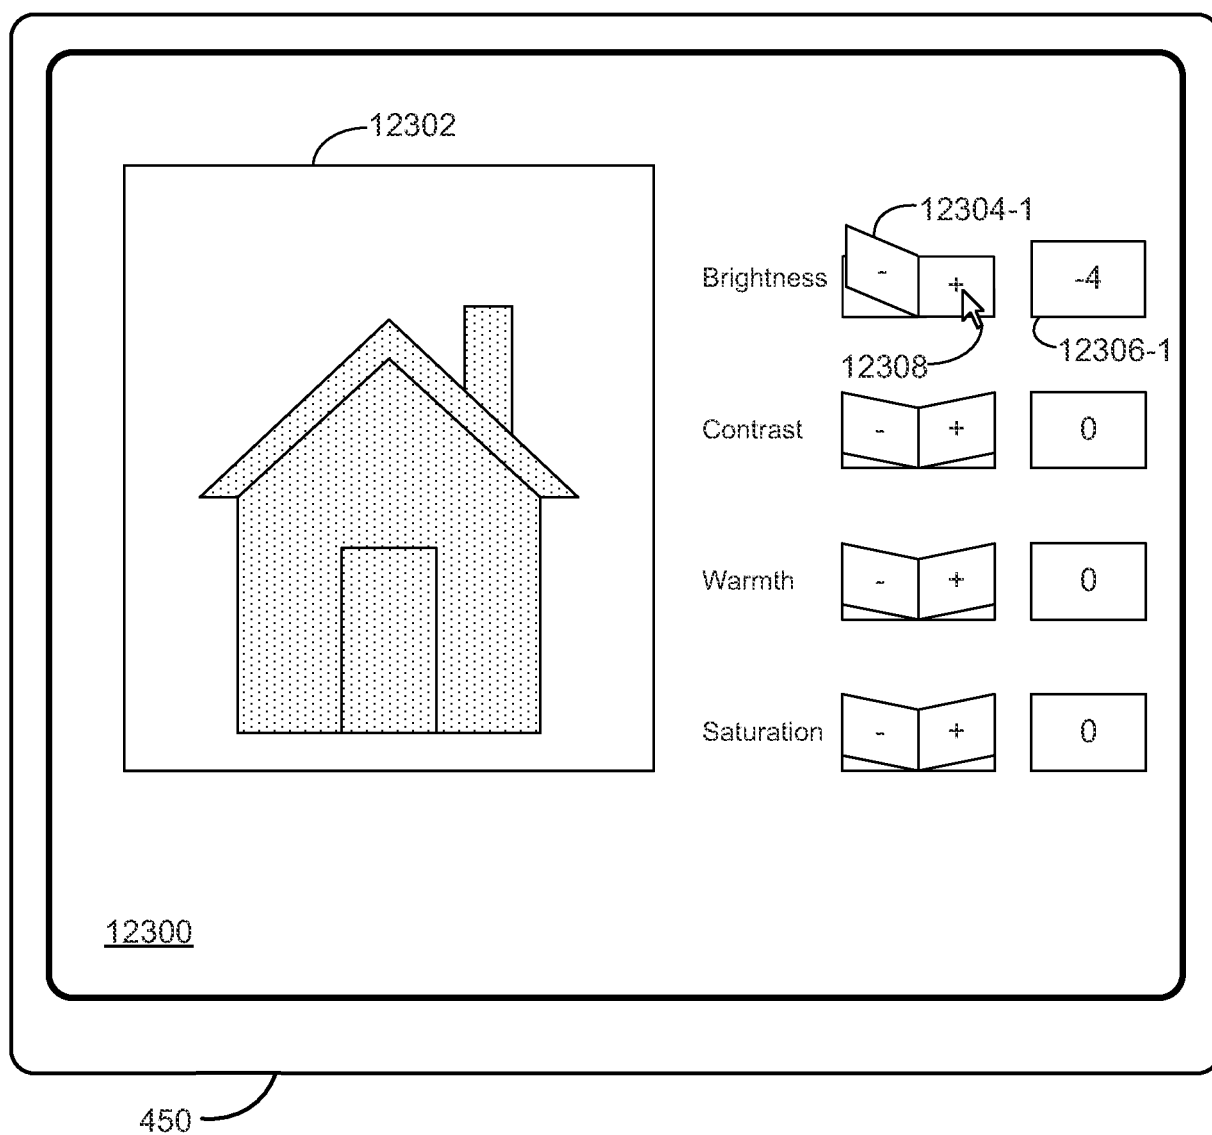 12302
12304-1
Brightness - + -4
12308 12306-1
Contrast - + 0
Warmth - + 0
Saturation - + 0
12300
450